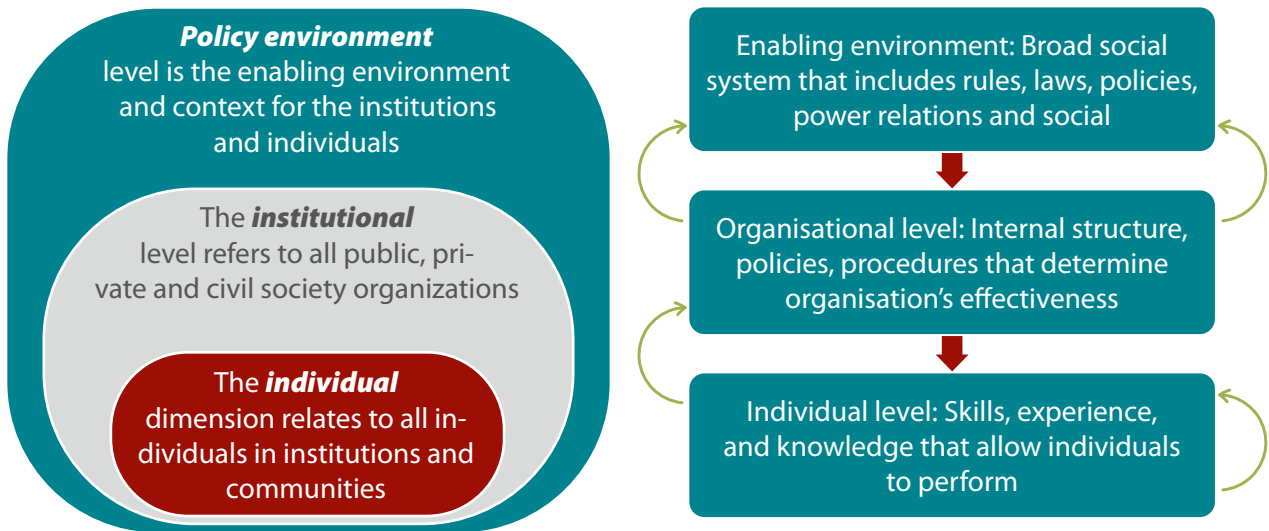 Policy environment
level is the enabling environment
and context for the institutions
and individuals
The institutional
level refers to all public, pri-
vate and civil society organizations
The individual
dimension relates to all in-
dividuals in institutions and
communities
Enabling environment: Broad social
system that includes rules, laws, policies,
power relations and social
Organisational level: Internal structure,
policies, procedures that determine
organisation's effectiveness
Individual level: Skills, experience,
and knowledge that allow individuals
to perform